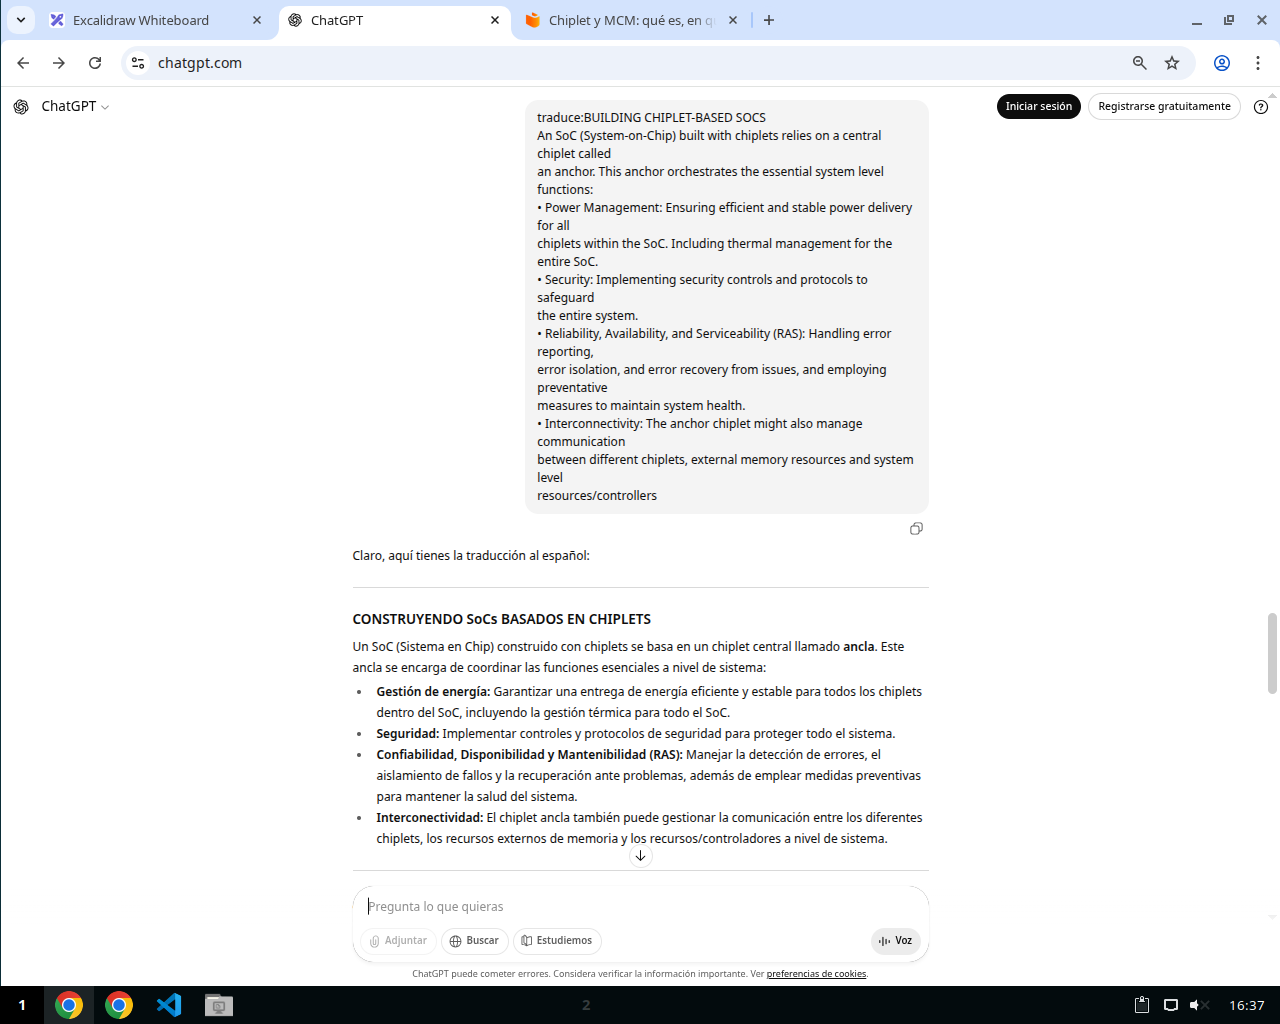 Excalidraw Whiteboard
ChatGPT
Chiplet y MCM: qué es, en q
chatgpt.com
ChatGPT
Iniciar sesión
Registrarse gratuitamente
traduce:BUILDING CHIPLET-BASED SOCS
An SoC (System-on-Chip) built with chiplets relies on a central
chiplet called
an anchor. This anchor orchestrates the essential system level
functions:
• Power Management: Ensuring efficient and stable power delivery
for all
chiplets within the SoC. Including thermal management for the
entire SoC.
• Security: Implementing security controls and protocols to
safeguard
the entire system.
• Reliability, Availability, and Serviceability (RAS): Handling error
reporting,
error isolation, and error recovery from issues, and employing
preventative
measures to maintain system health.
• Interconnectivity: The anchor chiplet might also manage
communication
between different chiplets, external memory resources and system
level
resources/controllers
Claro, aquí tienes la traducción al español:
CONSTRUYENDO SoCs BASADOS EN CHIPLETS
Un SoC (Sistema en Chip) construido con chiplets se basa en un chiplet central llamado ancla. Este
ancla se encarga de coordinar las funciones esenciales a nivel de sistema:
• Gestión de energía: Garantizar una entrega de energía eficiente y estable para todos los chiplets
dentro del SoC, incluyendo la gestión térmica para todo el SoC.
• Seguridad: Implementar controles y protocolos de seguridad para proteger todo el sistema.
• Confiabilidad, Disponibilidad y Mantenibilidad (RAS): Manejar la detección de errores, el
aislamiento de fallos y la recuperación ante problemas, además de emplear medidas preventivas
para mantener la salud del sistema.
• Interconectividad: El chiplet ancla también puede gestionar la comunicación entre los diferentes
chiplets, los recursos externos de memoria y los recursos/controladores a nivel de sistema.
Pregunta lo que quieras
Adjuntar
Buscar
Estudiemos
Voz
ChatGPT puede cometer errores. Considera verificar la información importante. Ver preferencias de cookies.
1
2
16:37